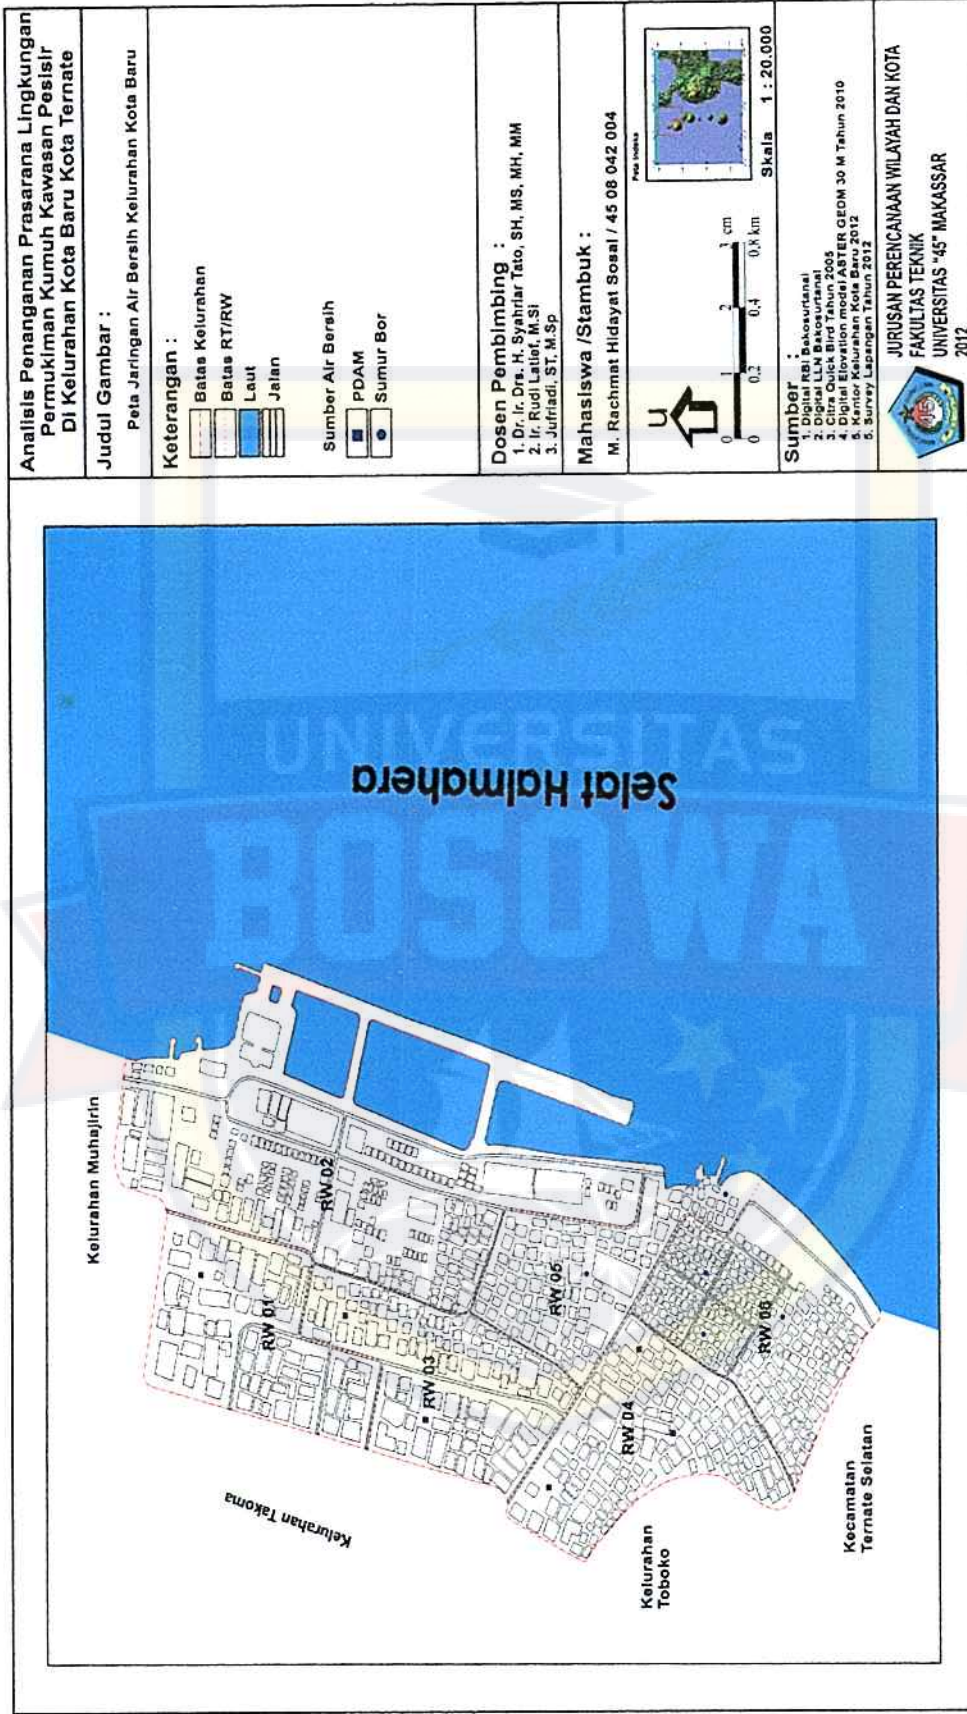 Analisis Penanganan Prasarana Lingkungan
Permukiman Kumuh Kawasan Pesisir
Di Kelurahan Kota Baru Kota Ternate
Judul Gambar :
Peta Jaringan Air Bersih Kelurahan Kota Baru
Keterangan :
Batas Kelurahan
Batas RT/RW
Laut
Jalan
Sumber Air Bersih
PDAM
Sumur Bor
Dosen Pembimbing :
1. Dr. Ir. Drs. H. Syahriar Tato, SH, MS, MH, MM
2. Ir. Rudi Latief, M.Si
3. Jufriadi, ST, M.Sp
Mahasiswa /Stambuk :
M. Rachmat Hidayat Sosal / 45 08 042 004
U
0 1 2 3 cm
0 0,2 0,4 0,8 km
Peta Indeks
Skala 1 : 20.000
Sumber :
1. Digital RBI Bakosurtanal
2. Digital LLN Bakosurtanal
3. Citra Quick Bird Tahun 2005
4. Digital Elevation model ASTER GEOM 30 M Tahun 2010
5. Kantor Kelurahan Kota Baru 2012
5. Survey Lapangan Tahun 2012
JURUSAN PERENCANAAN WILAYAH DAN KOTA
FAKULTAS TEKNIK
UNIVERSITAS "45" MAKASSAR
2012
Kelurahan Muhajirin
Kelurahan Takoma
Kelurahan
Toboko
Kecamatan
Ternate Selatan
RW 01
RW 02
RW 03
RW 04
RW 05
RW 06
Selat Halmahera
UNIVERSITAS
BOSOWA